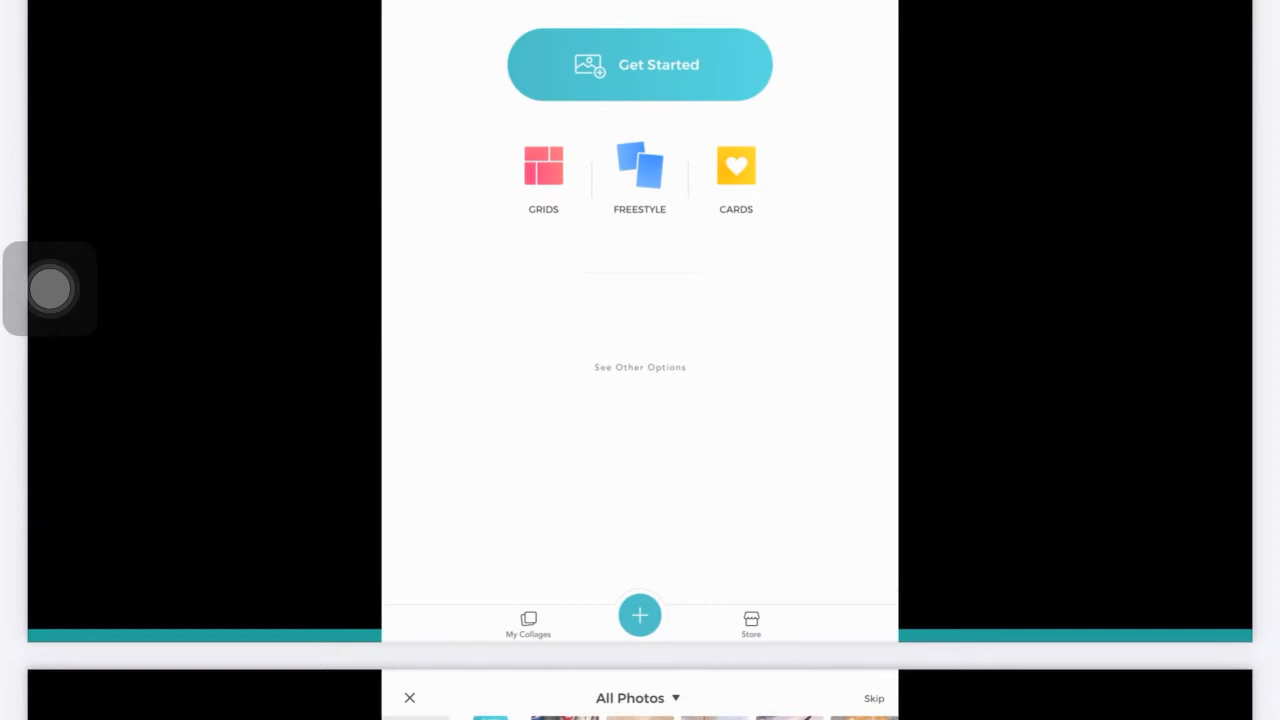 Get Started
GRIDS
FREESTYLE
CARDS
See Other Options
My Collages
Store
All Photos
Skip